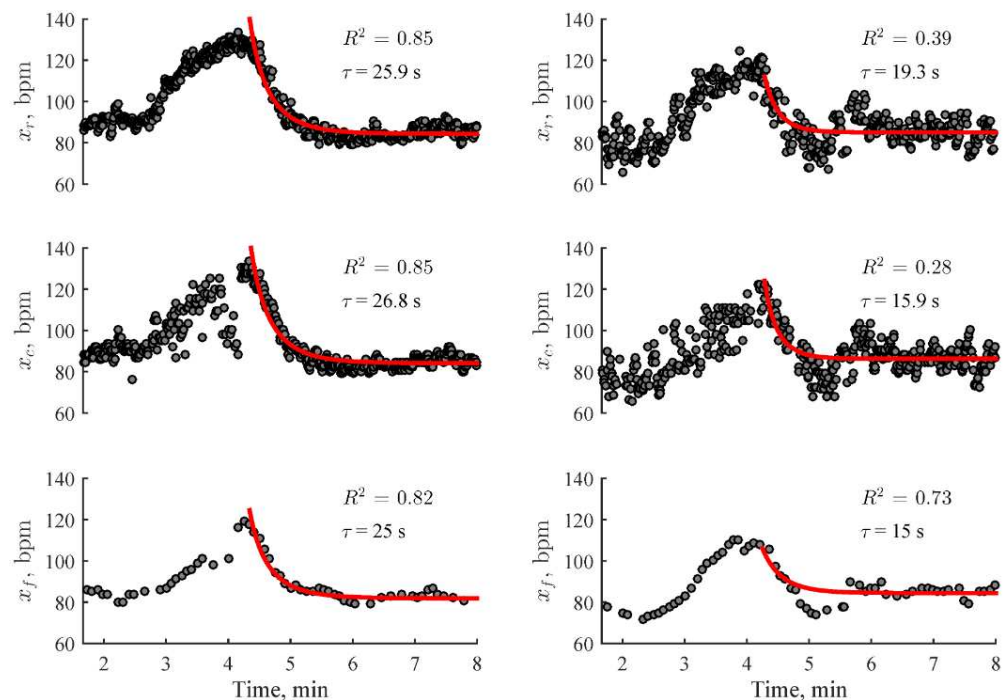 140
120
100
80
60
x_r, bpm
R² = 0.85
τ = 25.9 s
140
120
100
80
60
x_r, bpm
R² = 0.39
τ = 19.3 s
140
120
100
80
60
x_c, bpm
R² = 0.85
τ = 26.8 s
140
120
100
80
60
x_c, bpm
R² = 0.28
τ = 15.9 s
140
120
100
80
60
x_f, bpm
R² = 0.82
τ = 25 s
2 3 4 5 6 7 8
Time, min
140
120
100
80
60
x_f, bpm
R² = 0.73
τ = 15 s
2 3 4 5 6 7 8
Time, min